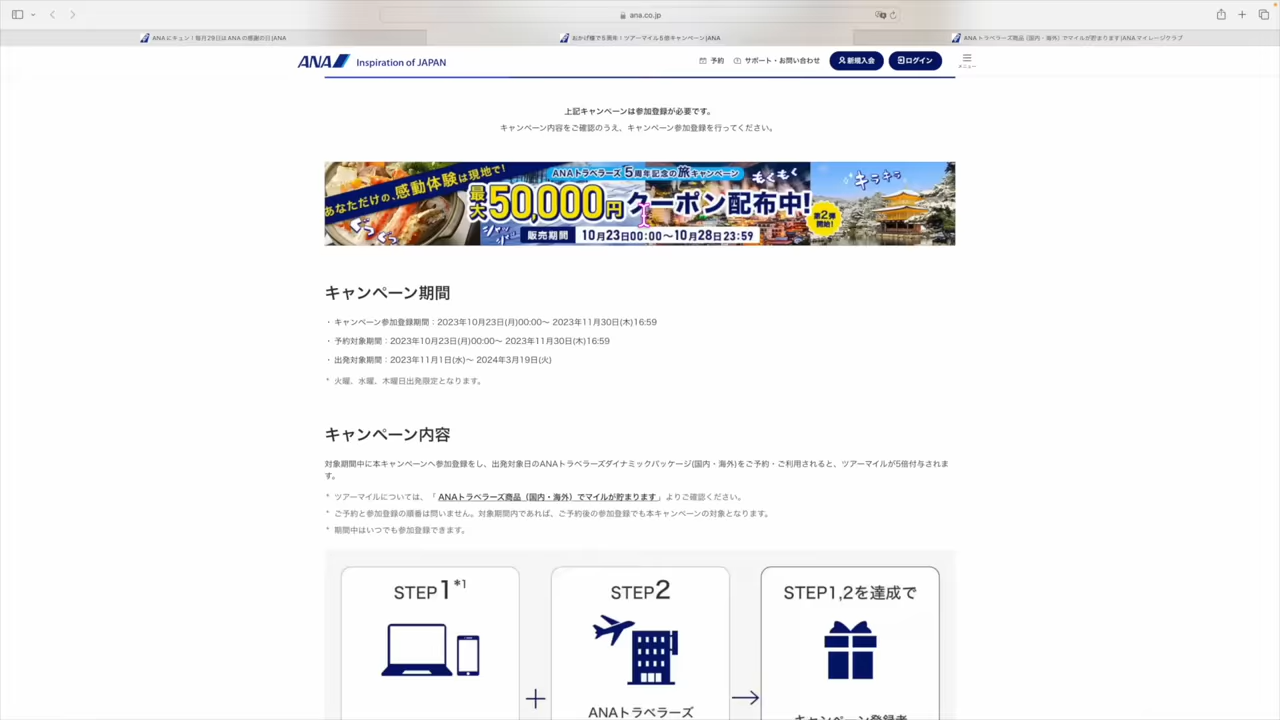 ana.co.jp
ANAにキュン！毎月29日はANAの感謝の日|ANA
おかげ様で5周年！ツアーマイル5倍キャンペーン|ANA
ANAトラベラーズ商品（国内・海外）でマイルが貯まります|ANAマイレージクラブ
ANA Inspiration of JAPAN
予約
サポート・お問い合わせ
新規入会
ログイン
メニュー
上記キャンペーンは参加登録が必要です。
キャンペーン内容をご確認のうえ、キャンペーン参加登録を行ってください。
あなただけの、感動体験は現地で！
ANAトラベラーズ 5周年記念の旅キャンペーン
最大50,000円クーポン配布中！
販売期間 10月23日00:00〜10月28日23:59
ぐつぐつ
もくもく
キラキラ
第2弾開始！
キャンペーン期間
・キャンペーン参加登録期間：2023年10月23日(月)00:00〜 2023年11月30日(木)16:59
・予約対象期間：2023年10月23日(月)00:00〜 2023年11月30日(木)16:59
・出発対象期間：2023年11月1日(水)〜 2024年3月19日(火)
* 火曜、水曜、木曜日出発限定となります。
キャンペーン内容
対象期間中に本キャンペーンへ参加登録をし、出発対象日のANAトラベラーズダイナミックパッケージ(国内・海外)をご予約・ご利用されると、ツアーマイルが5倍付与されま
す。
* ツアーマイルについては、「ANAトラベラーズ商品（国内・海外）でマイルが貯まります」よりご確認ください。
* ご予約と参加登録の順番は問いません。対象期間内であれば、ご予約後の参加登録でも本キャンペーンの対象となります。
* 期間中はいつでも参加登録できます。
STEP1*1
STEP2
STEP1,2を達成で
ANAトラベラーズ
キャンペーン登録者